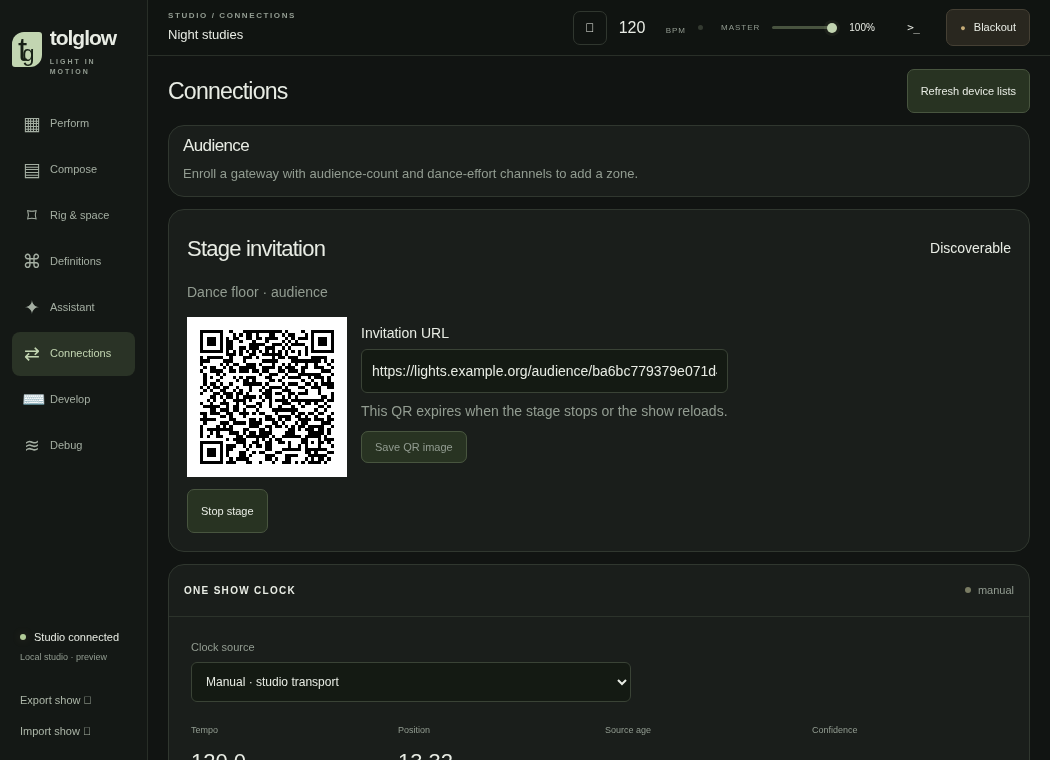 tg
tolglow
LIGHT IN
MOTION
Perform
Compose
Rig & space
Definitions
Assistant
Connections
Develop
Debug
Studio connected
Local studio · preview
Export show
Import show
STUDIO / CONNECTIONS
Night studies
120 BPM
MASTER 100%
>_
Blackout
Connections
Refresh device lists
Audience
Enroll a gateway with audience-count and dance-effort channels to add a zone.
Stage invitation
Discoverable
Dance floor · audience
Invitation URL
https://lights.example.org/audience/ba6bc779379e071d
This QR expires when the stage stops or the show reloads.
Save QR image
Stop stage
ONE SHOW CLOCK
manual
Clock source
Manual · studio transport
Tempo Position Source age Confidence